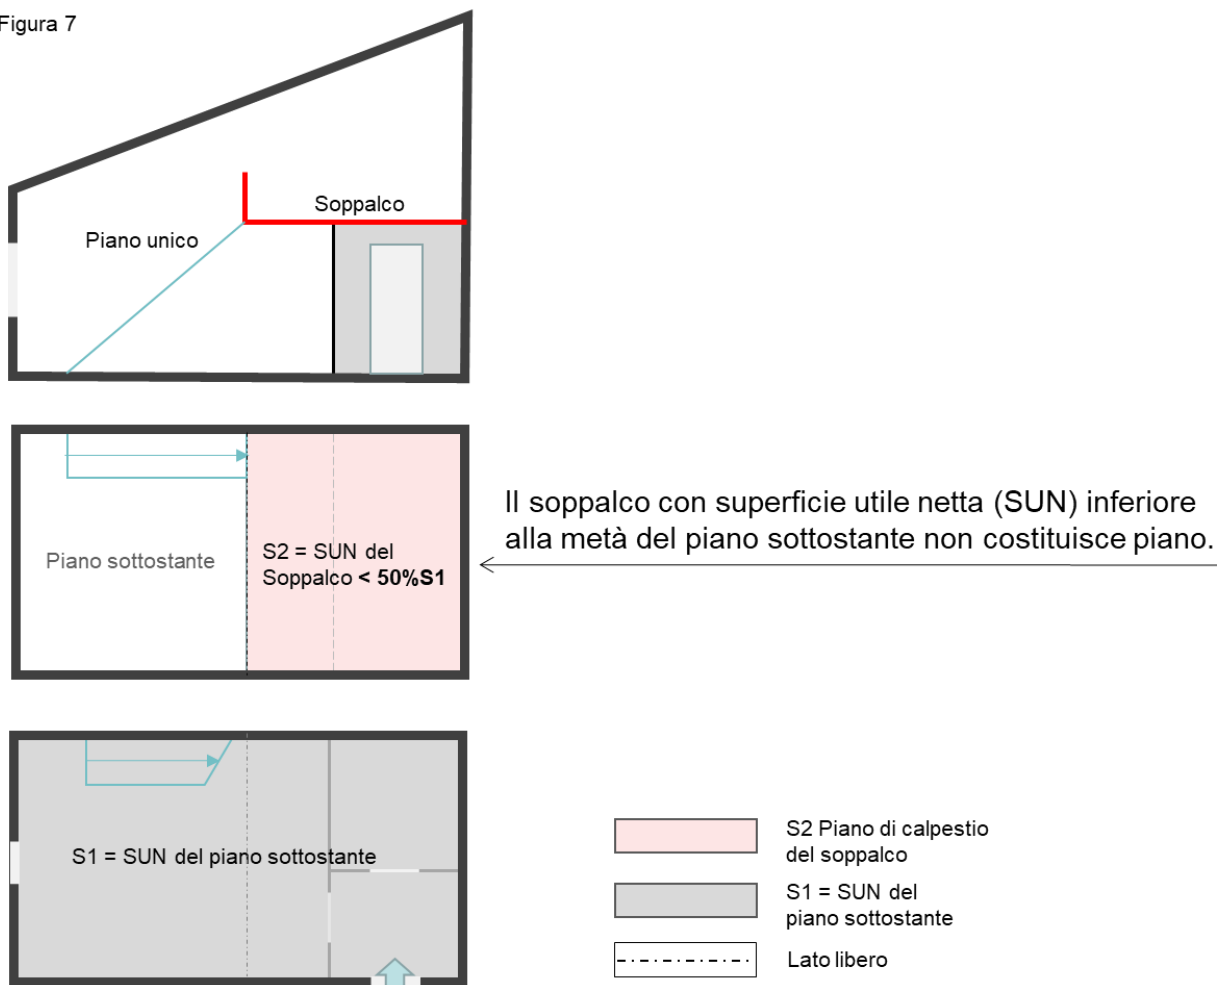 Figura 7
Soppalco
Piano unico
Il soppalco con superficie utile netta (SUN) inferiore
alla metà del piano sottostante non costituisce piano.
Piano sottostante
S2 = SUN del
Soppalco < 50%S1
S1 = SUN del piano sottostante
S2 Piano di calpestio
del soppalco
S1 = SUN del
piano sottostante
Lato libero